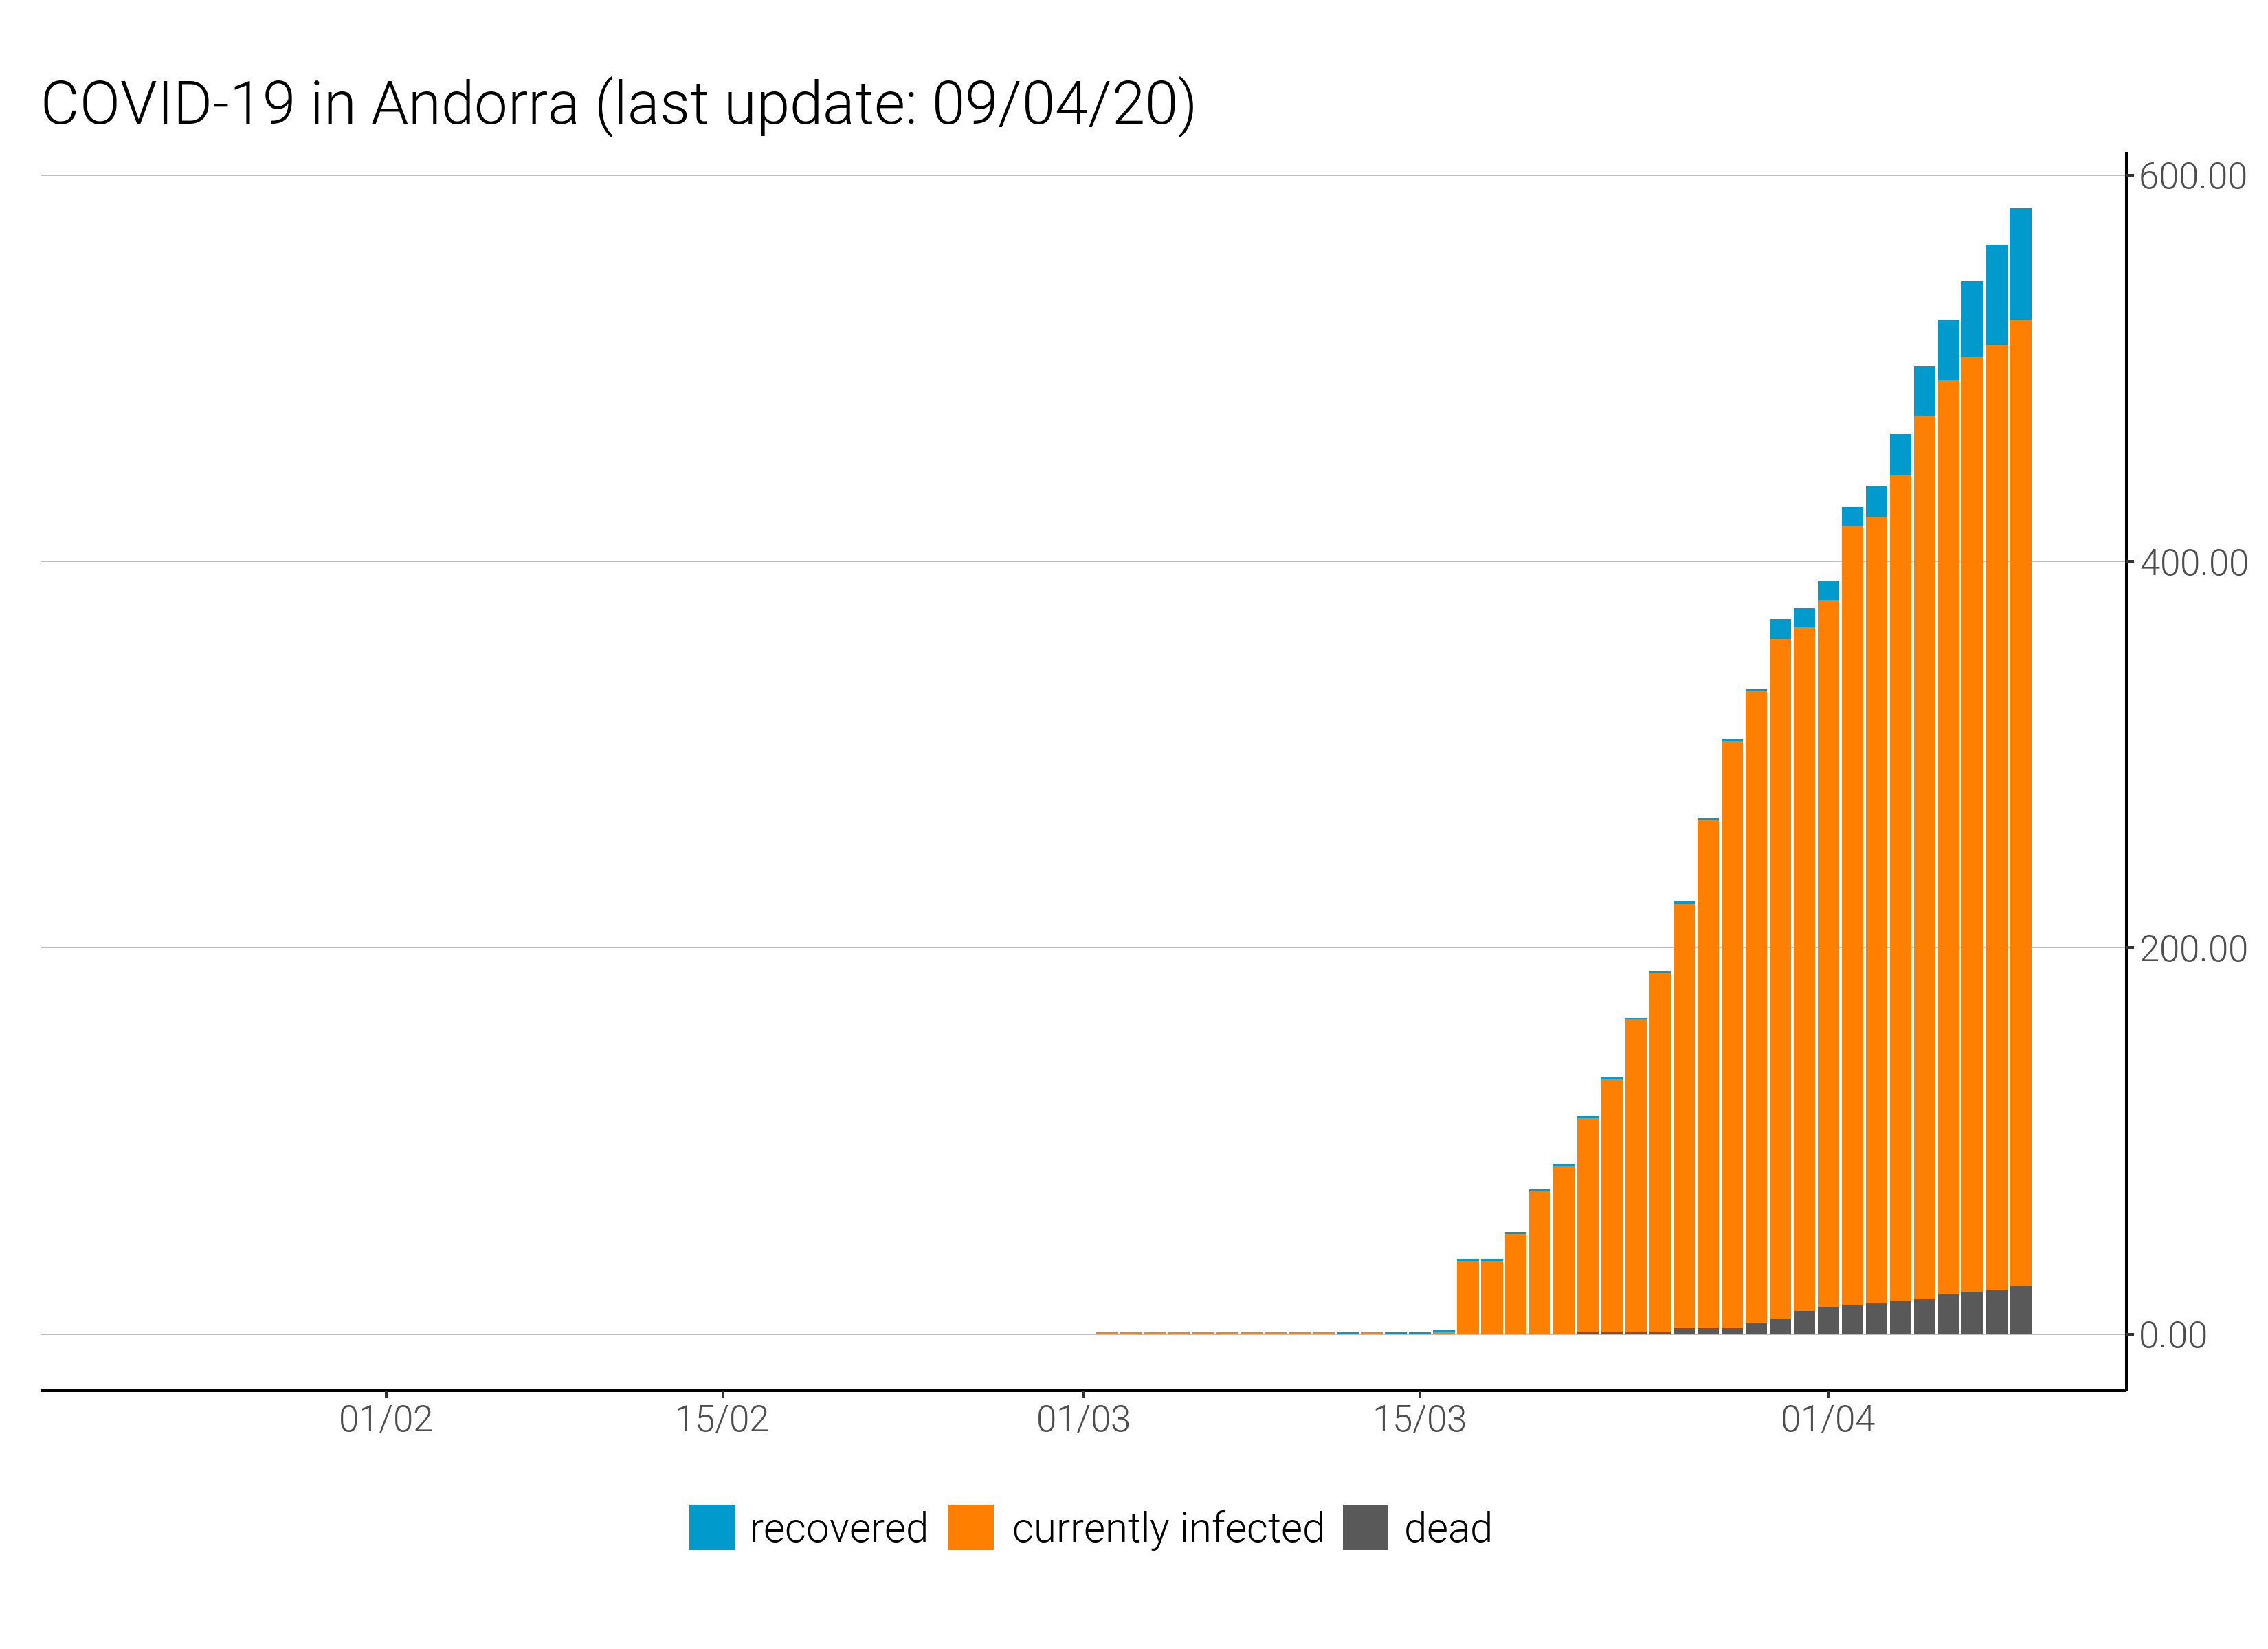 COVID-19 in Andorra (last update: 09/04/20)
600.00
400.00
200.00
0.00
01/02 15/02 01/03 15/03 01/04
recovered currently infected dead